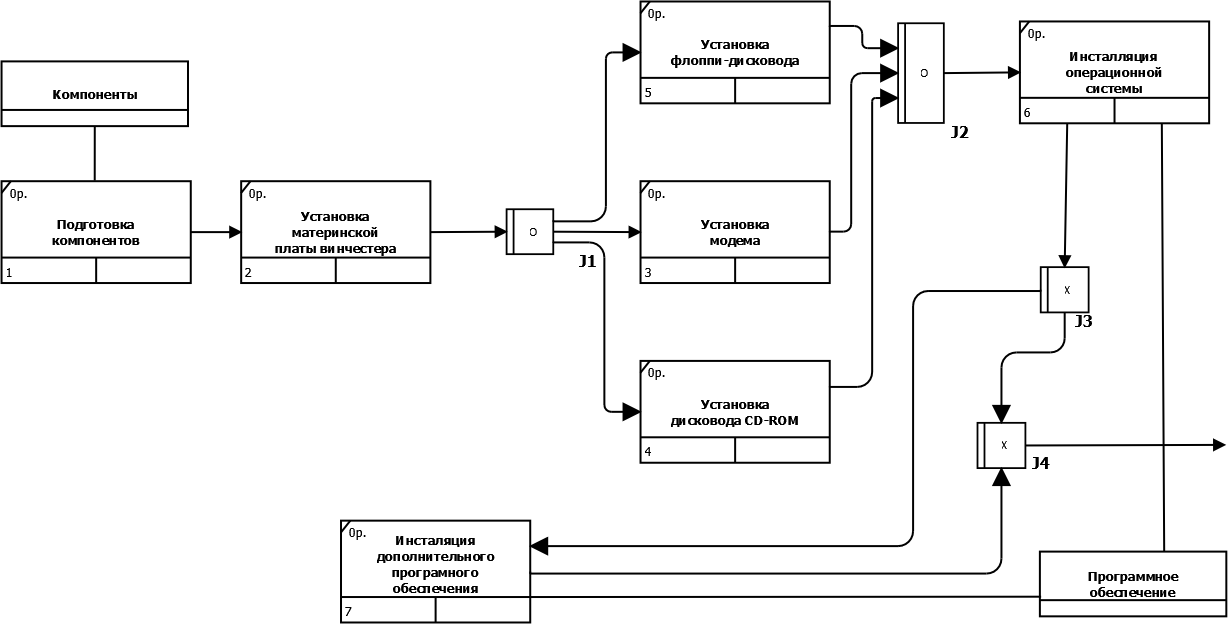 Компоненты
0р.
Подготовка
компонентов
1
0р.
Установка
материнской
платы винчестера
2
O
J1
0р.
Установка
флоппи-дисковода
5
0р.
Установка
модема
3
0р.
Установка
дисковода CD-ROM
4
O
J2
0р.
Инсталляция
операционной
системы
6
X
J3
X
J4
0р.
Инсталяция
дополнительного
програмного
обеспечения
7
Программное
обеспечение